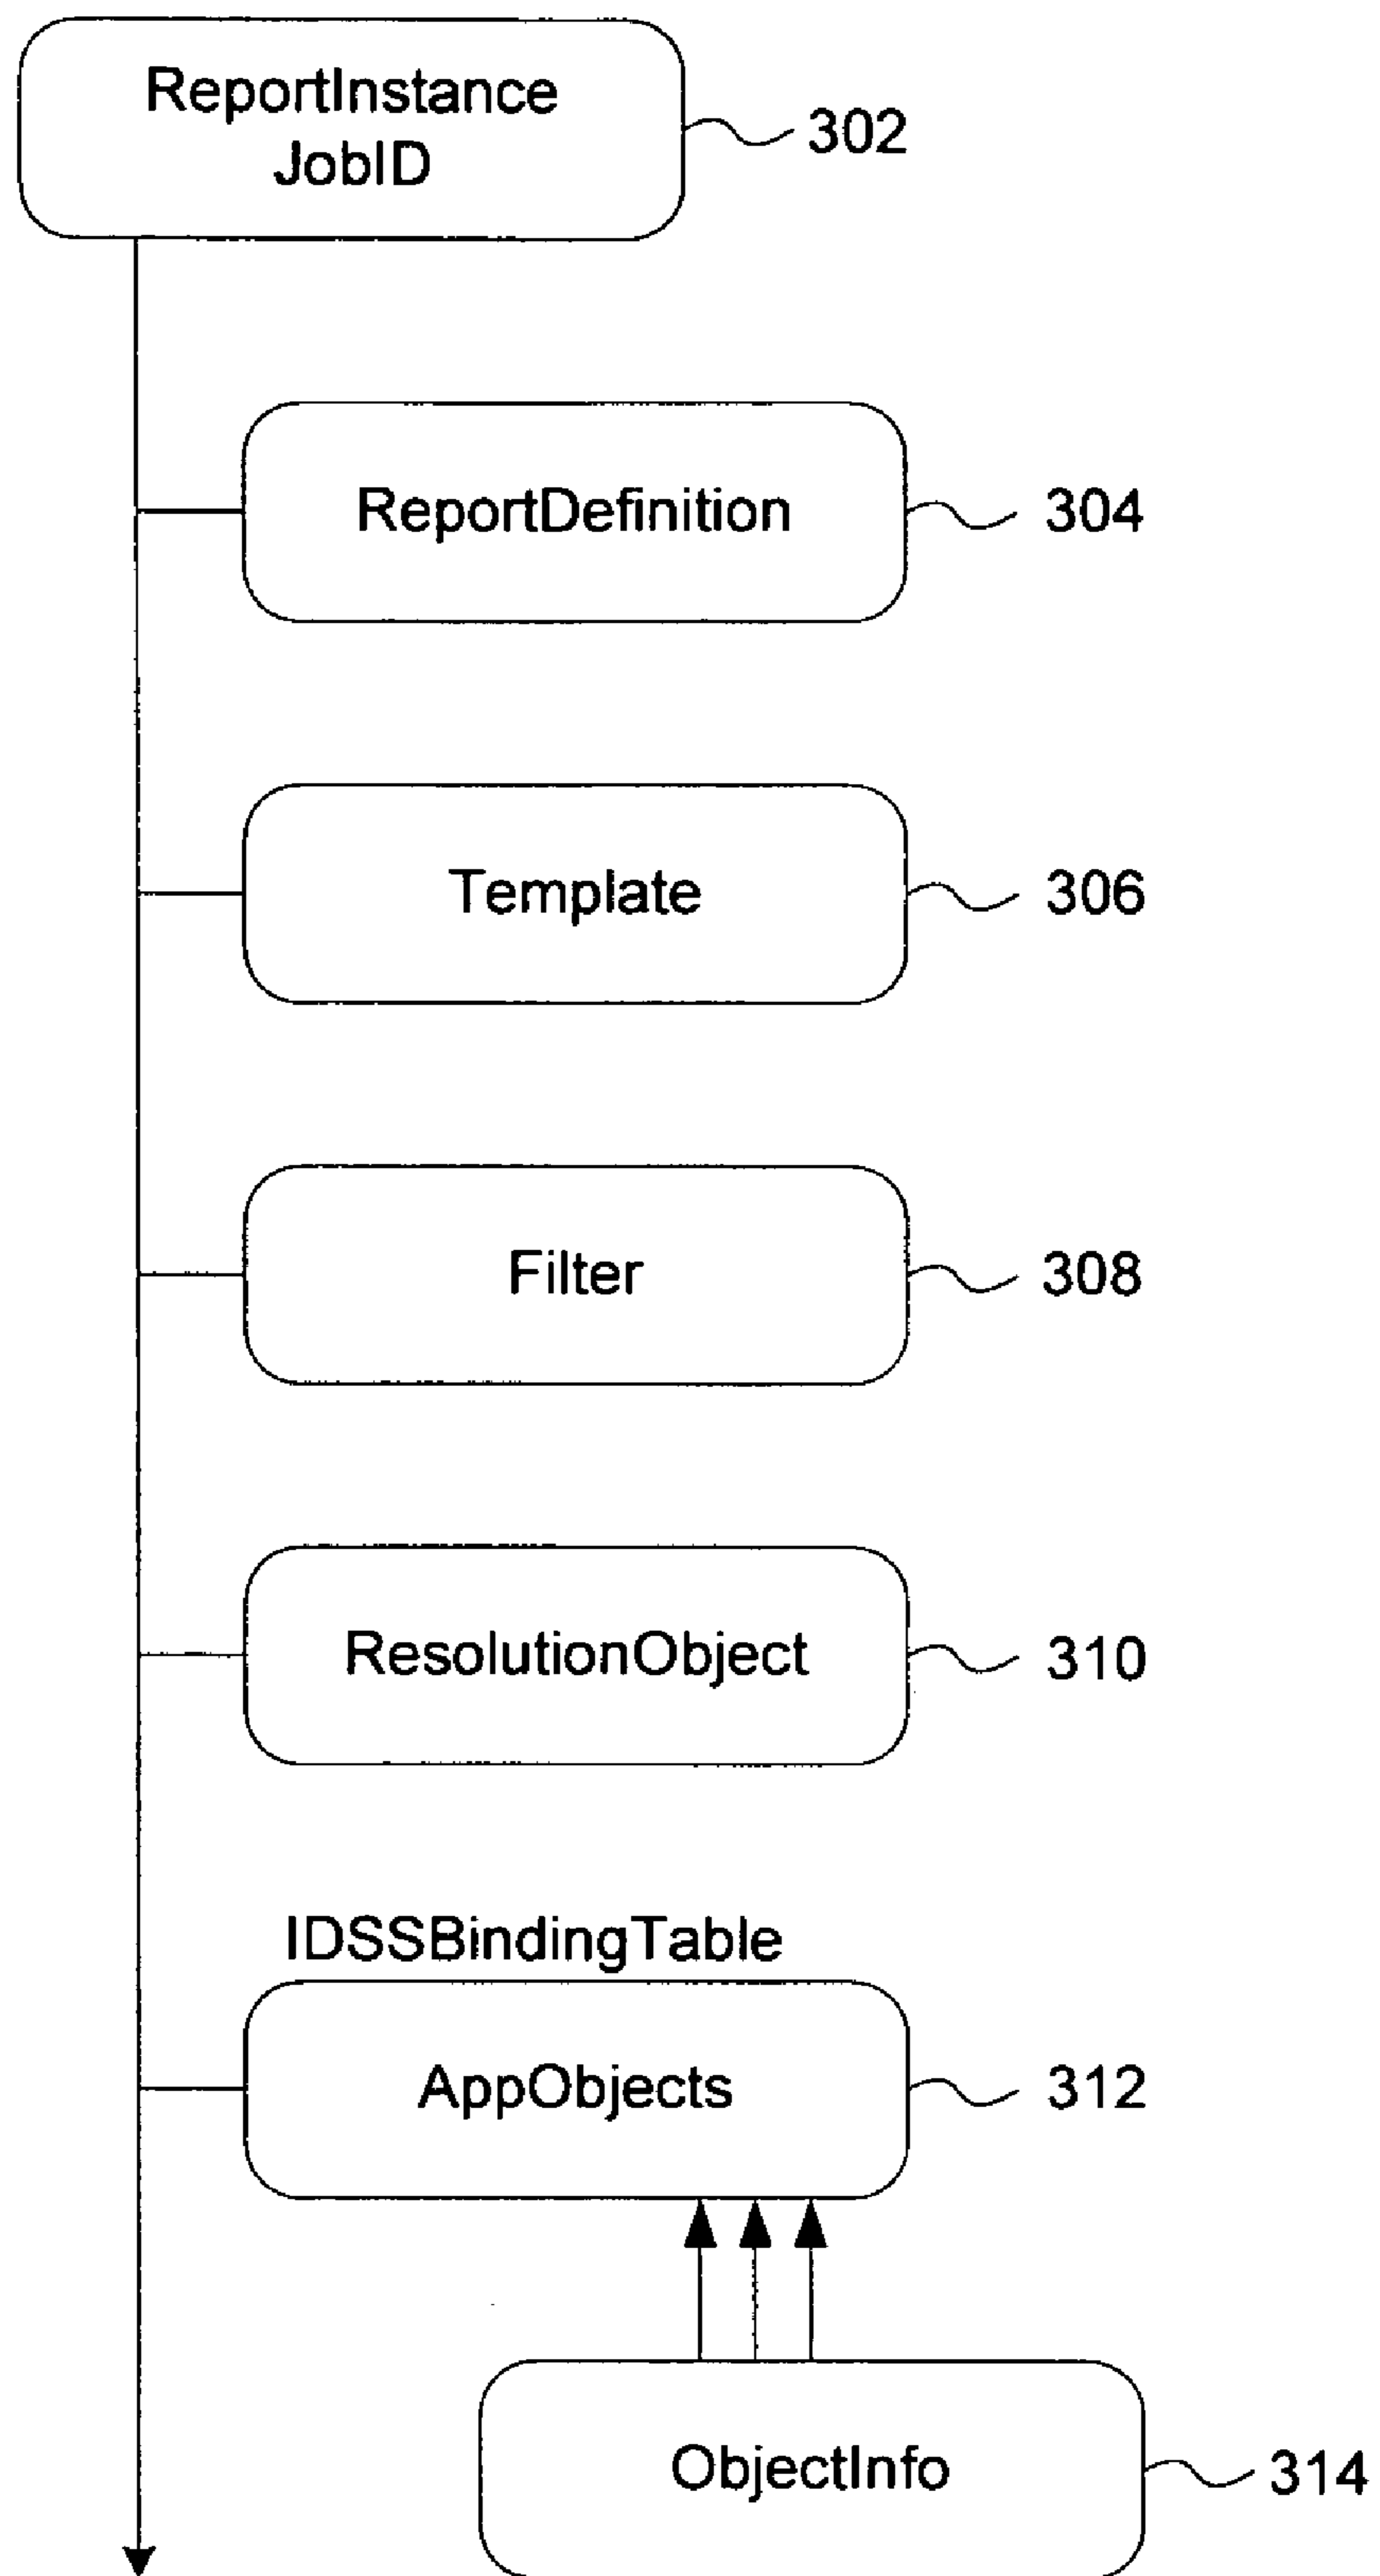 ReportInstance
JobID
302
ReportDefinition
304
Template
306
Filter
308
ResolutionObject
310
IDSSBindingTable
AppObjects
312
ObjectInfo
314